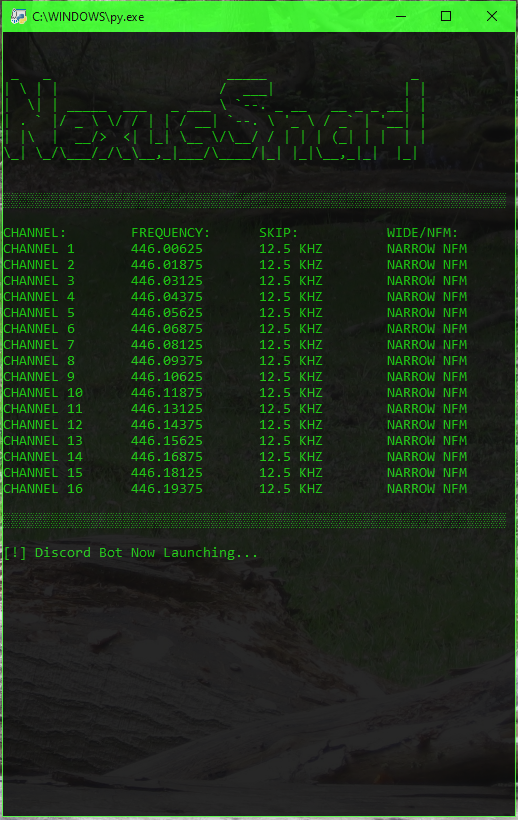 C:\WINDOWS\py.exe
NexusSnarl
CHANNEL: FREQUENCY: SKIP: WIDE/NFM:
CHANNEL 1 446.00625 12.5 KHZ NARROW NFM
CHANNEL 2 446.01875 12.5 KHZ NARROW NFM
CHANNEL 3 446.03125 12.5 KHZ NARROW NFM
CHANNEL 4 446.04375 12.5 KHZ NARROW NFM
CHANNEL 5 446.05625 12.5 KHZ NARROW NFM
CHANNEL 6 446.06875 12.5 KHZ NARROW NFM
CHANNEL 7 446.08125 12.5 KHZ NARROW NFM
CHANNEL 8 446.09375 12.5 KHZ NARROW NFM
CHANNEL 9 446.10625 12.5 KHZ NARROW NFM
CHANNEL 10 446.11875 12.5 KHZ NARROW NFM
CHANNEL 11 446.13125 12.5 KHZ NARROW NFM
CHANNEL 12 446.14375 12.5 KHZ NARROW NFM
CHANNEL 13 446.15625 12.5 KHZ NARROW NFM
CHANNEL 14 446.16875 12.5 KHZ NARROW NFM
CHANNEL 15 446.18125 12.5 KHZ NARROW NFM
CHANNEL 16 446.19375 12.5 KHZ NARROW NFM
[!] Discord Bot Now Launching...